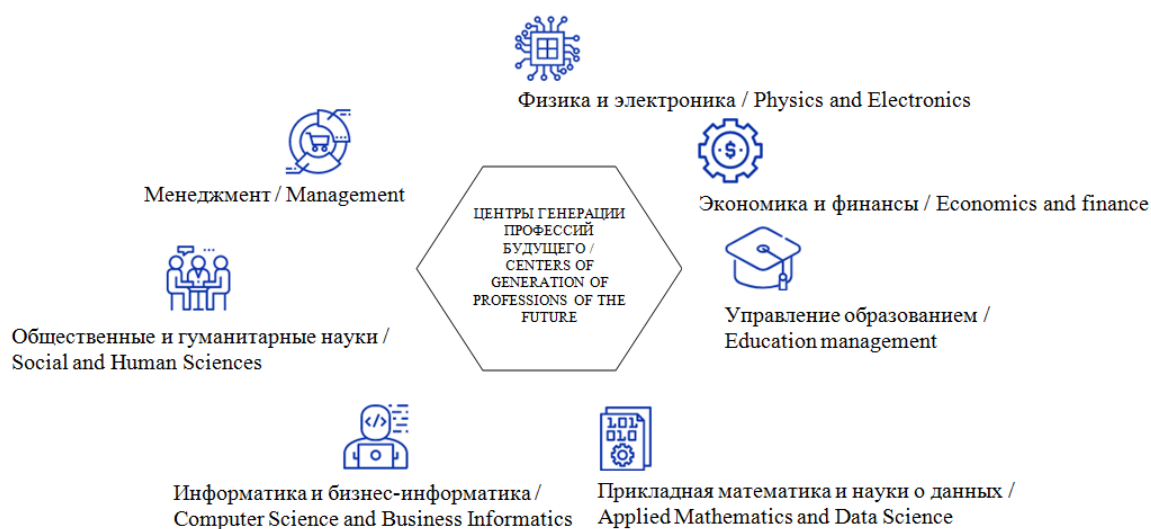 Физика и электроника / Physics and Electronics
Менеджмент / Management
Экономика и финансы / Economics and finance
ЦЕНТРЫ ГЕНЕРАЦИИ
ПРОФЕССИЙ
БУДУЩЕГО /
CENTERS OF
GENERATION OF
PROFESSIONS OF THE
FUTURE
Общественные и гуманитарные науки /
Social and Human Sciences
Управление образованием /
Education management
Информатика и бизнес-информатика /
Computer Science and Business Informatics
101
010
Прикладная математика и науки о данных /
Applied Mathematics and Data Science